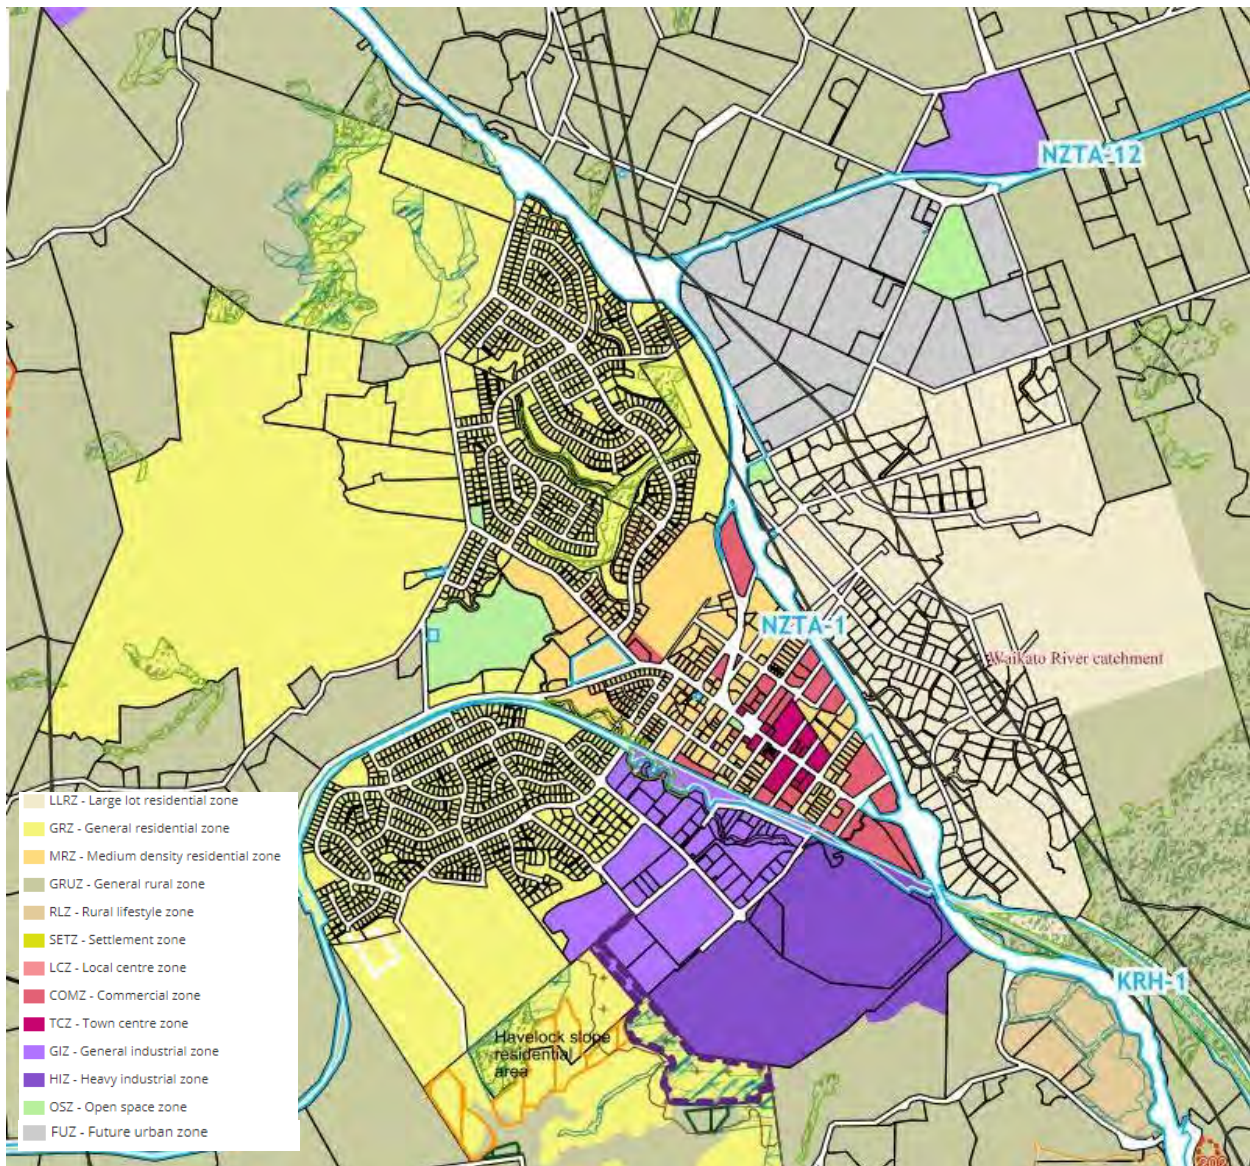 NZTA-12
NZTA-1
Waikato River catchment
KRH-1
Havelock slope
residential
area
LLRZ - Large lot residential zone
GRZ - General residential zone
MRZ - Medium density residential zone
GRUZ - General rural zone
RLZ - Rural lifestyle zone
SETZ - Settlement zone
LCZ - Local centre zone
COMZ - Commercial zone
TCZ - Town centre zone
GIZ - General industrial zone
HIZ - Heavy industrial zone
OSZ - Open space zone
FUZ - Future urban zone